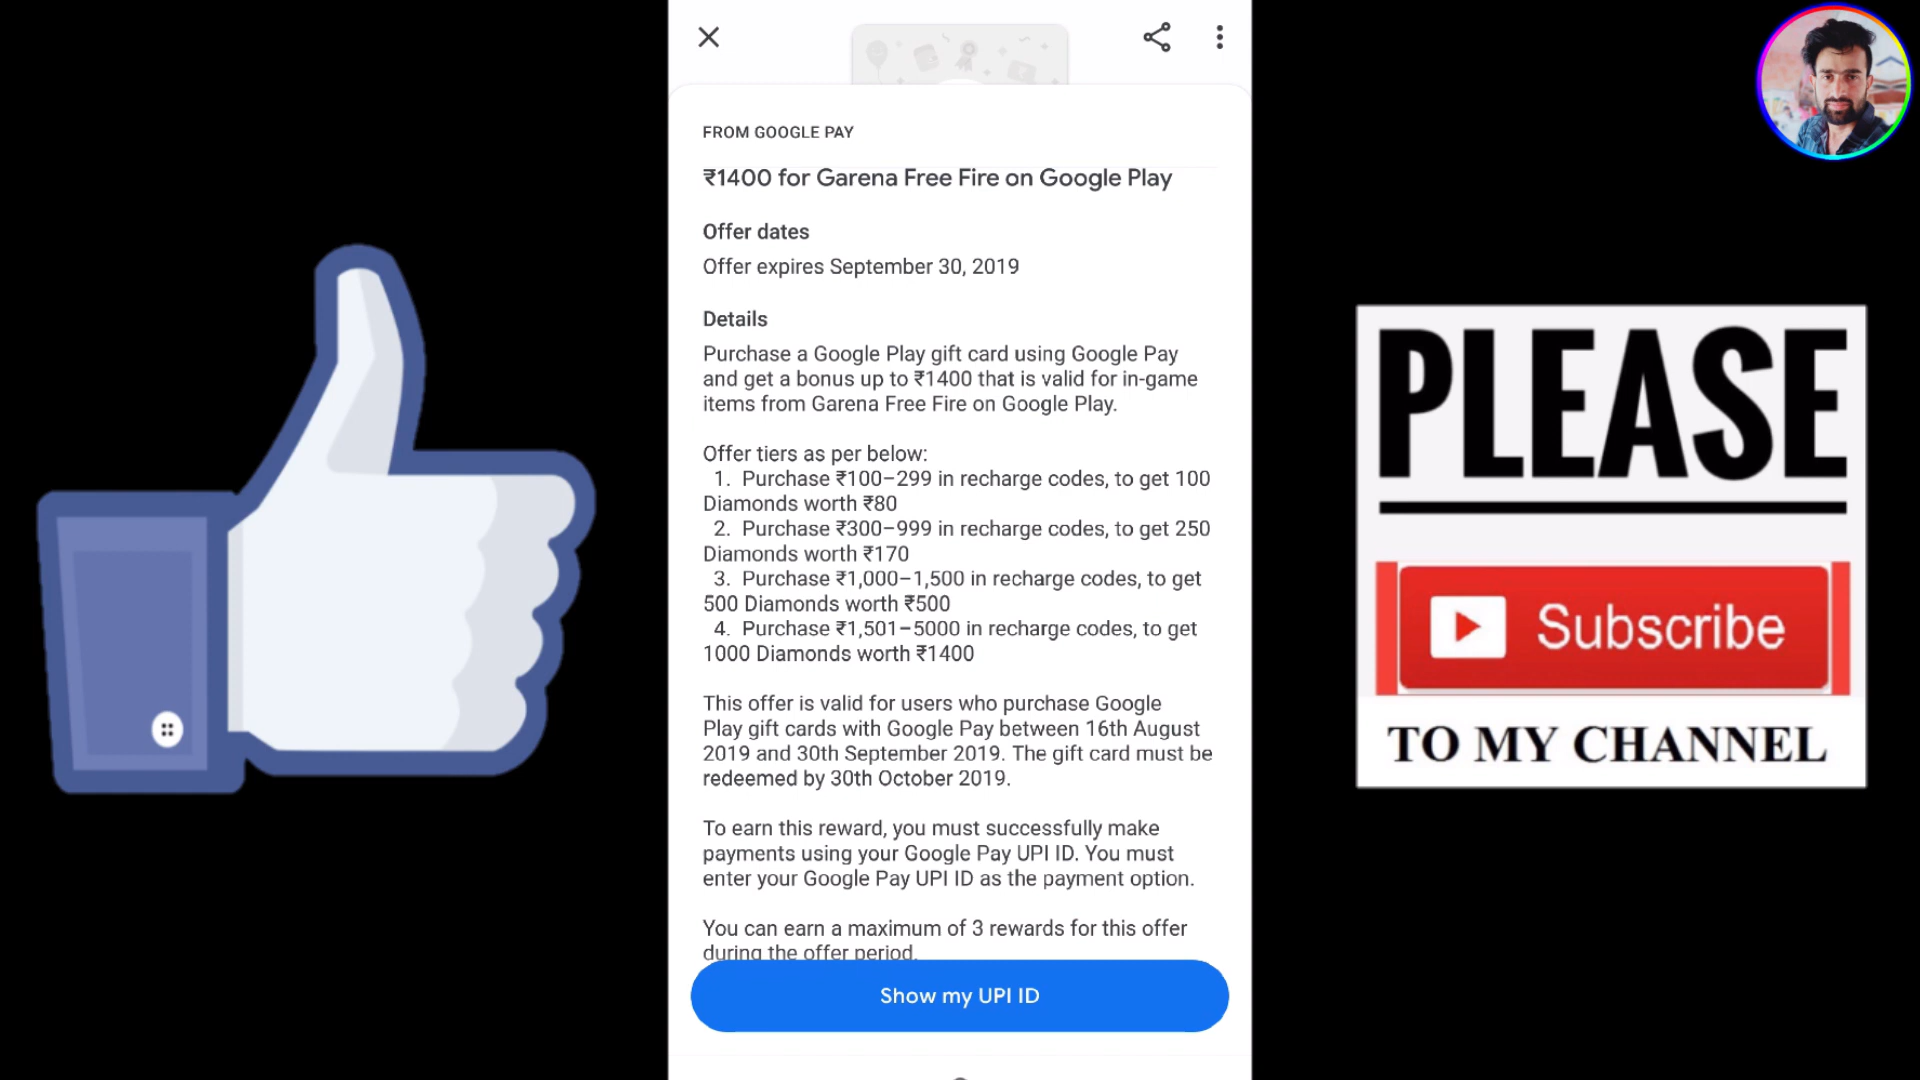 FROM GOOGLE PAY
₹1400 for Garena Free Fire on Google Play
Offer dates
Offer expires September 30, 2019
Details
Purchase a Google Play gift card using Google Pay
and get a bonus up to ₹1400 that is valid for in-game
items from Garena Free Fire on Google Play.
Offer tiers as per below:
1. Purchase ₹100–299 in recharge codes, to get 100
Diamonds worth ₹80
2. Purchase ₹300–999 in recharge codes, to get 250
Diamonds worth ₹170
3. Purchase ₹1,000–1,500 in recharge codes, to get
500 Diamonds worth ₹500
4. Purchase ₹1,501–5000 in recharge codes, to get
1000 Diamonds worth ₹1400
This offer is valid for users who purchase Google
Play gift cards with Google Pay between 16th August
2019 and 30th September 2019. The gift card must be
redeemed by 30th October 2019.
To earn this reward, you must successfully make
payments using your Google Pay UPI ID. You must
enter your Google Pay UPI ID as the payment option.
You can earn a maximum of 3 rewards for this offer
during the offer period.
Show my UPI ID
PLEASE
Subscribe
TO MY CHANNEL